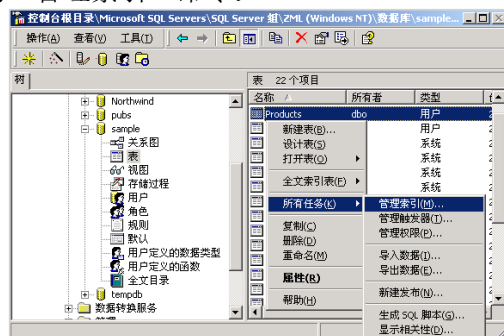 控制台根目录\Microsoft SQL Servers\SQL Server 组\ZML (Windows NT)\数据库\sample...
操作(A) 查看(V) 工具(T)
树
表 22 个项目
名称 所有者 类型
Northwind
pubs
sample
关系图
表
视图
存储过程
用户
角色
规则
默认
用户定义的数据类型
用户定义的函数
全文目录
tempdb
数据转换服务
Products dbo 用户
用户
系统
系统
系统
系统
新建表(B)...
设计表(S)
打开表(O)
全文索引表(F)
所有任务(K)
复制(C)
删除(D)
重命名(M)
属性(R)
帮助(H)
管理索引(M)...
管理触发器(T)...
管理权限(P)...
导入数据(I)...
导出数据(E)...
新建发布(N)...
生成 SQL 脚本(G)...
显示相关性(D)...